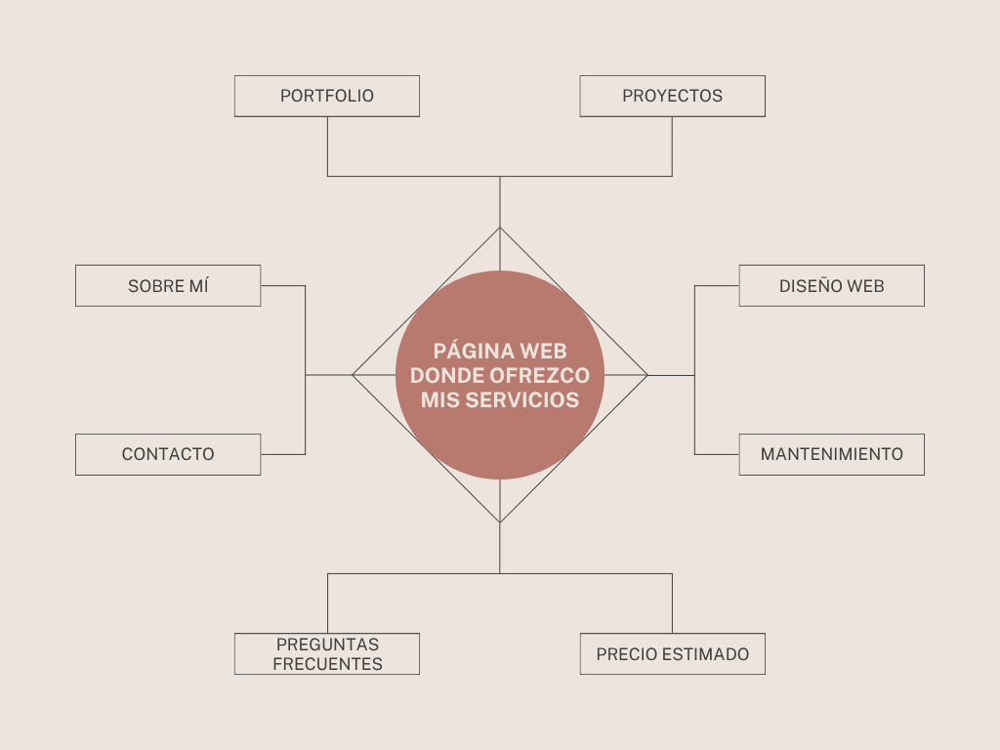 PORTFOLIO
PROYECTOS
SOBRE MÍ
DISEÑO WEB
PÁGINA WEB
DONDE OFREZCO
MIS SERVICIOS
CONTACTO
MANTENIMIENTO
PREGUNTAS
FRECUENTES
PRECIO ESTIMADO